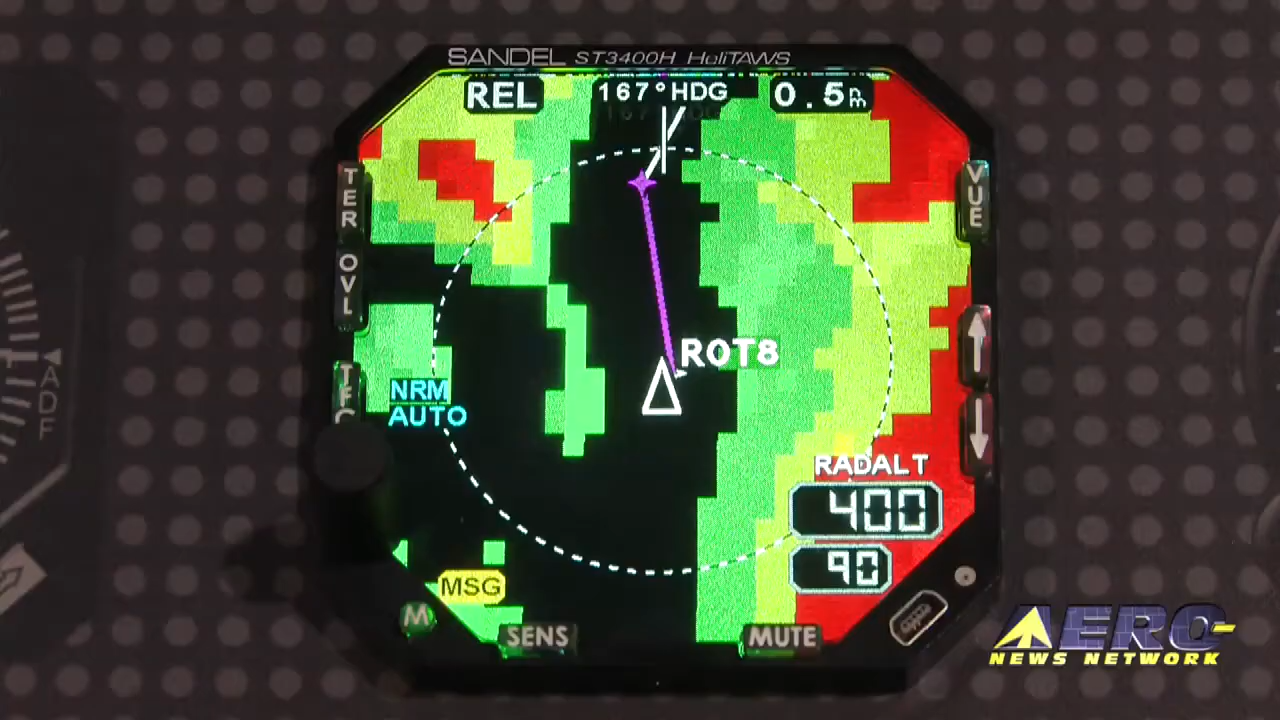 SANDEL ST3400H HeliTAWS
REL
167°HDG
0.5nm
TER
OVL
TFC
VUE
R0T8
NRM
AUTO
RADALT
400
90
MSG
M
SENS
MUTE
ADF
AERO
NEWS NETWORK